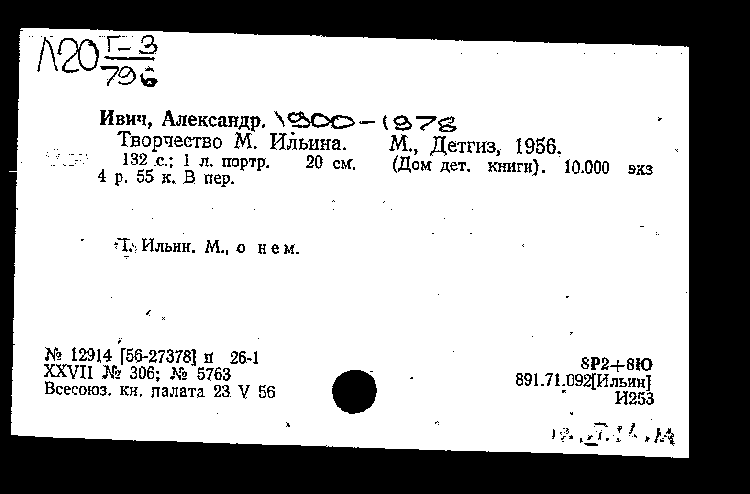 Л20 Г-3
796
Ивич, Александр. 1900-1978
Творчество М. Ильина. М., Детгиз, 1956.
132 с.; 1 л. портр. 20 см. (Дом дет. книги). 10.000 экз
4 р. 55 к. В пер.
1. Ильин. М., о нем.
№ 12914 [56-27378] п 26-1
XXVII № 306; № 5763
Всесоюз. кн. палата 23 V 56
8Р2+8Ю
891.71.092[Ильин]
И253